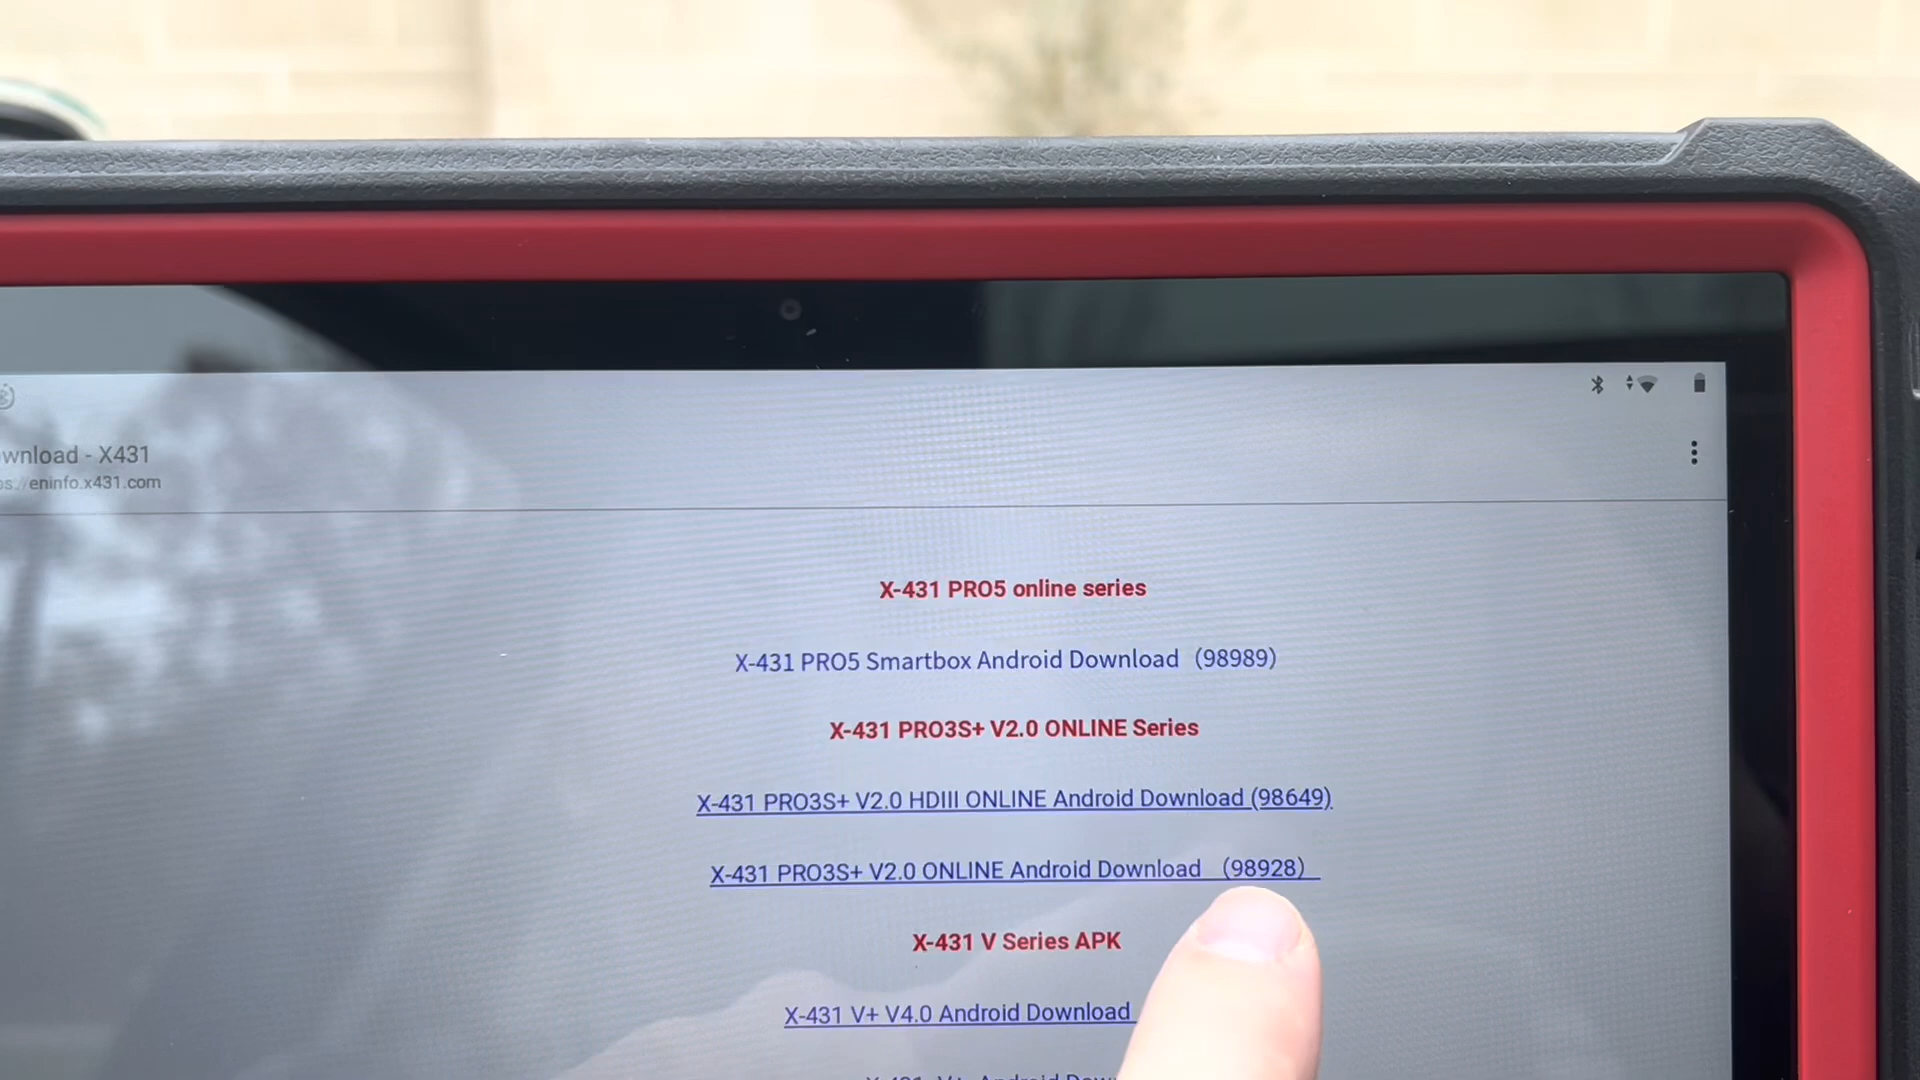 wnload - X431
eninfo.x431.com
X-431 PRO5 online series
X-431 PRO5 Smartbox Android Download (98989)
X-431 PRO3S+ V2.0 ONLINE Series
X-431 PRO3S+ V2.0 HDIII ONLINE Android Download (98649)
X-431 PRO3S+ V2.0 ONLINE Android Download (98928)
X-431 V Series APK
X-431 V+ V4.0 Android Download